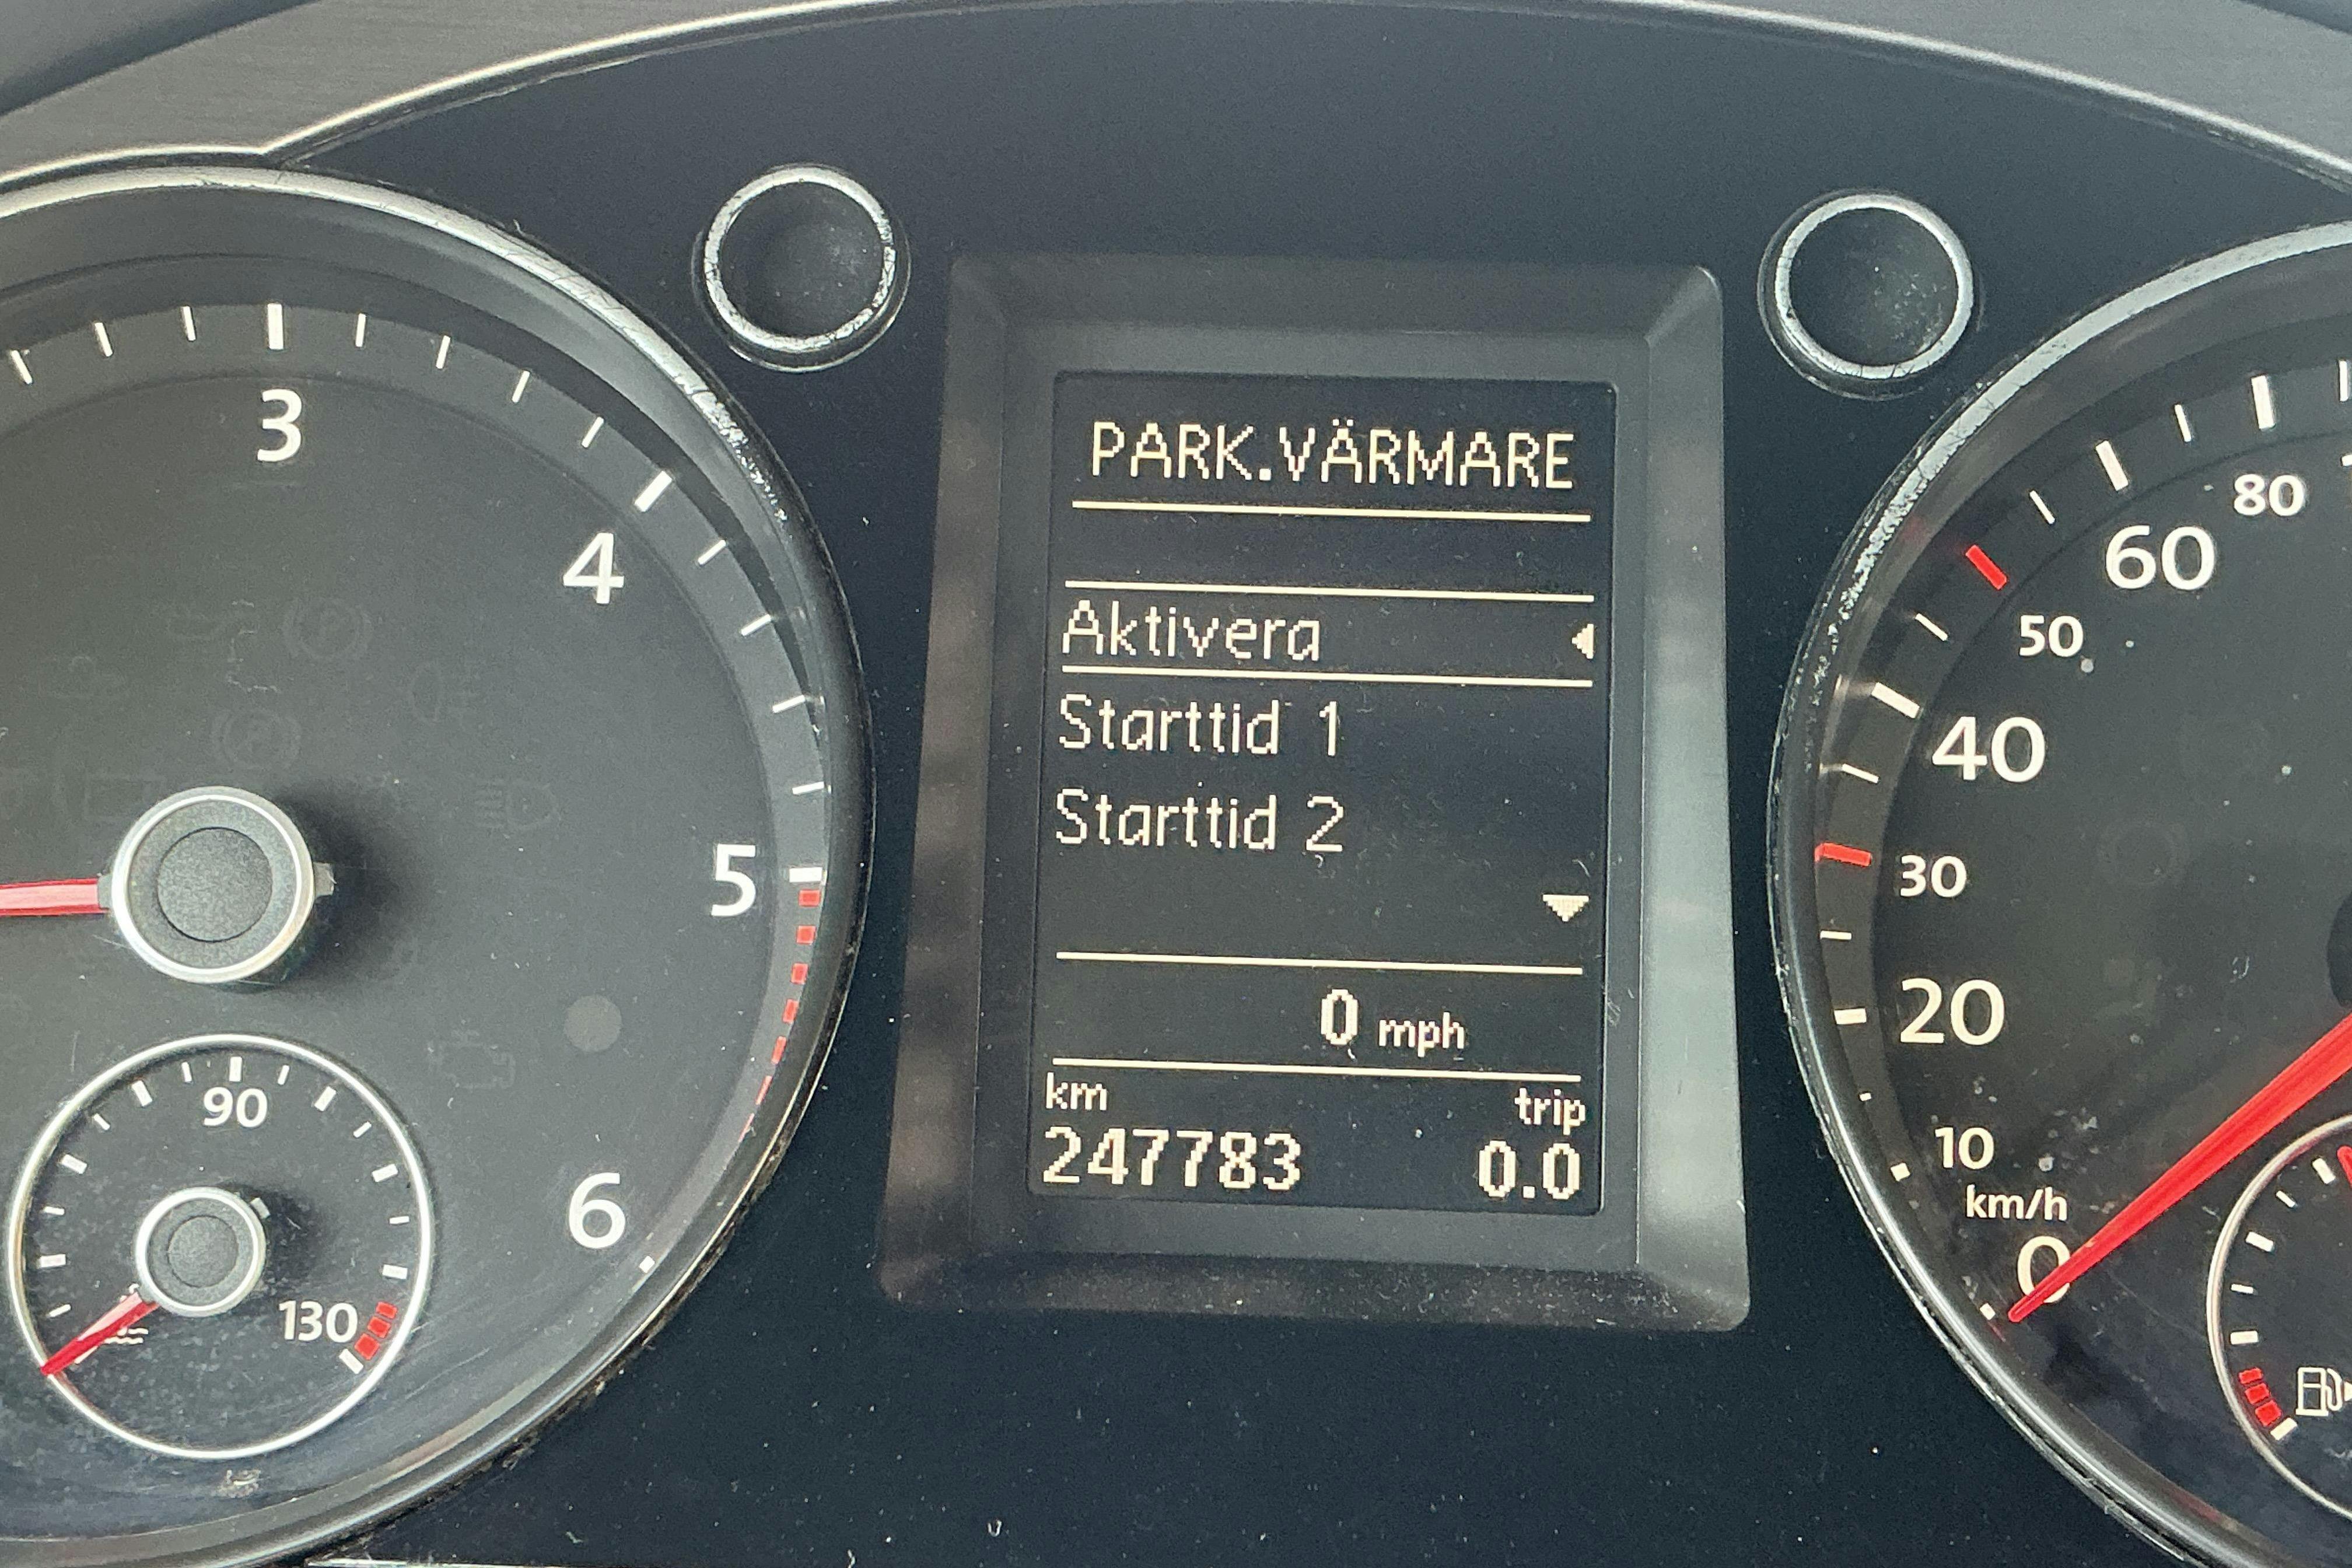 PARK.VÄRMARE
Aktivera
Starttid 1
Starttid 2
0 mph
km trip
247783 0.0
3
4
5
6
90
130
80
60
50
40
30
20
10
km/h
0